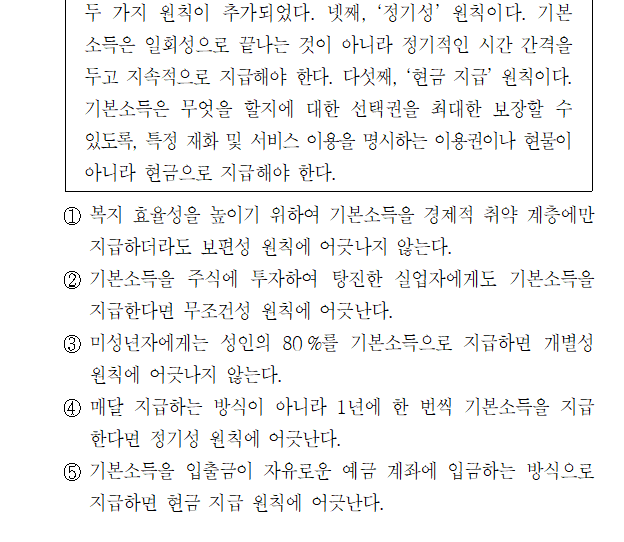 두 가지 원칙이 추가되었다. 넷째, ‘정기성’ 원칙이다. 기본
소득은 일회성으로 끝나는 것이 아니라 정기적인 시간 간격을
두고 지속적으로 지급해야 한다. 다섯째, ‘현금 지급’ 원칙이다.
기본소득은 무엇을 할지에 대한 선택권을 최대한 보장할 수
있도록, 특정 재화 및 서비스 이용을 명시하는 이용권이나 현물이
아니라 현금으로 지급해야 한다.
① 복지 효율성을 높이기 위하여 기본소득을 경제적 취약 계층에만
지급하더라도 보편성 원칙에 어긋나지 않는다.
② 기본소득을 주식에 투자하여 탕진한 실업자에게도 기본소득을
지급한다면 무조건성 원칙에 어긋난다.
③ 미성년자에게는 성인의 80%를 기본소득으로 지급하면 개별성
원칙에 어긋나지 않는다.
④ 매달 지급하는 방식이 아니라 1년에 한 번씩 기본소득을 지급
한다면 정기성 원칙에 어긋난다.
⑤ 기본소득을 입출금이 자유로운 예금 계좌에 입금하는 방식으로
지급하면 현금 지급 원칙에 어긋난다.